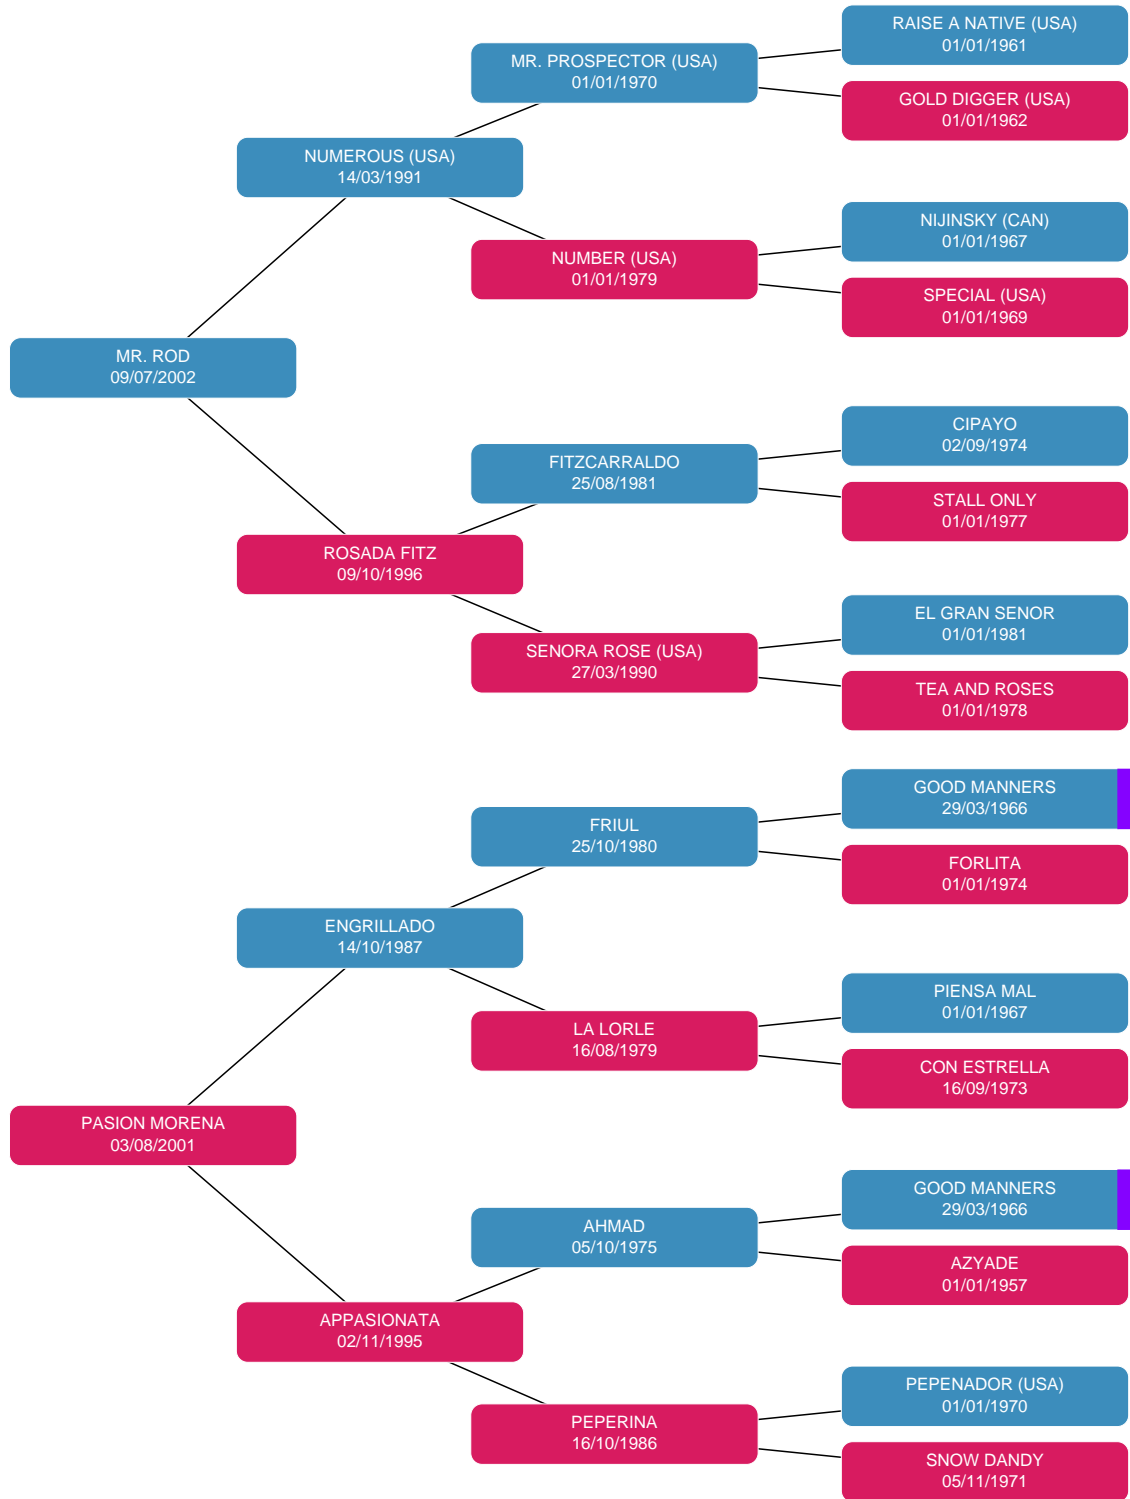 RAISE A NATIVE (USA)
01/01/1961
MR. PROSPECTOR (USA)
01/01/1970
GOLD DIGGER (USA)
01/01/1962
NUMEROUS (USA)
14/03/1991
NIJINSKY (CAN)
01/01/1967
NUMBER (USA)
01/01/1979
SPECIAL (USA)
01/01/1969
MR. ROD
09/07/2002
CIPAYO
02/09/1974
FITZCARRALDO
25/08/1981
STALL ONLY
01/01/1977
ROSADA FITZ
09/10/1996
EL GRAN SENOR
01/01/1981
SENORA ROSE (USA)
27/03/1990
TEA AND ROSES
01/01/1978
GOOD MANNERS
29/03/1966
FRIUL
25/10/1980
FORLITA
01/01/1974
ENGRILLADO
14/10/1987
PIENSA MAL
01/01/1967
LA LORLE
16/08/1979
CON ESTRELLA
16/09/1973
PASION MORENA
03/08/2001
GOOD MANNERS
29/03/1966
AHMAD
05/10/1975
AZYADE
01/01/1957
APPASIONATA
02/11/1995
PEPENADOR (USA)
01/01/1970
PEPERINA
16/10/1986
SNOW DANDY
05/11/1971